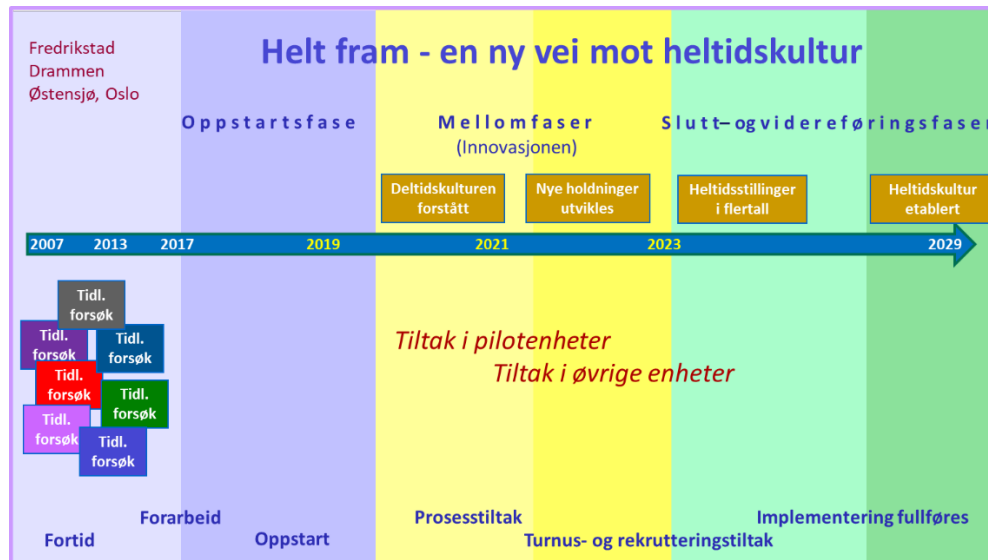 Fredrikstad
Drammen
Østensjø, Oslo
Helt fram - en ny vei mot heltidskultur
Oppstartsfase
Mellomfaser
(Innovasjonen)
Slutt– og videreføringsfaser
Deltidskulturen
forstått
Nye holdninger
utvikles
Heltidsstillinger
i flertall
Heltidskultur
etablert
2007 2013 2017 2019 2021 2023 2029
Tidl.
forsøk
Tidl.
forsøk
Tidl.
forsøk
Tidl.
forsøk
Tidl.
forsøk
Tidl.
forsøk
Tidl.
forsøk
Tiltak i pilotenheter
Tiltak i øvrige enheter
Forarbeid
Prosesstiltak
Implementering fullføres
Fortid
Oppstart
Turnus- og rekrutteringstiltak